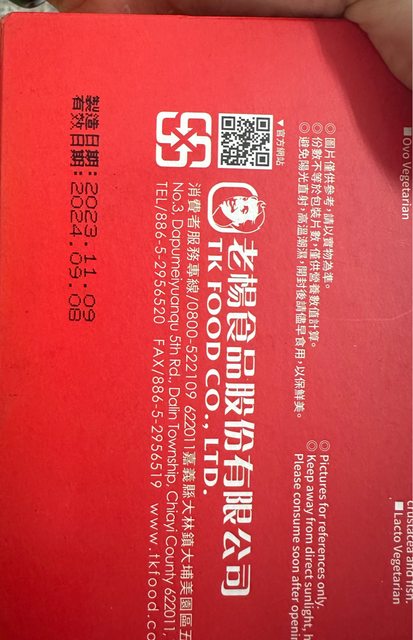 ■ Ovo Vegetarian
crustacea and fish
■ Lacto Vegetarian
◎圖片僅供參考，請以實物為準。
◎份數不等於包裝片數，僅供營養數值計算。
◎避免陽光直射，高溫潮濕，開封後請儘早食用，以保鮮美。
◎ Pictures for references only.
◎ Keep away from direct sunlight, h
Please consume soon after openin
▼官方網站
老楊食品股份有限公司
TK FOOD CO., LTD.
消費者服務專線/0800-522109 622011嘉義縣大林鎮大埔美園區五
No.3, Dapumeiyuanqu 5th Rd., Dalin Township, Chiayi County 622011,
TEL/886-5-2956520 FAX/886-5-2956519 www.tkfood.co
製造日期:2023.11.09
有效日期:2024.09.08